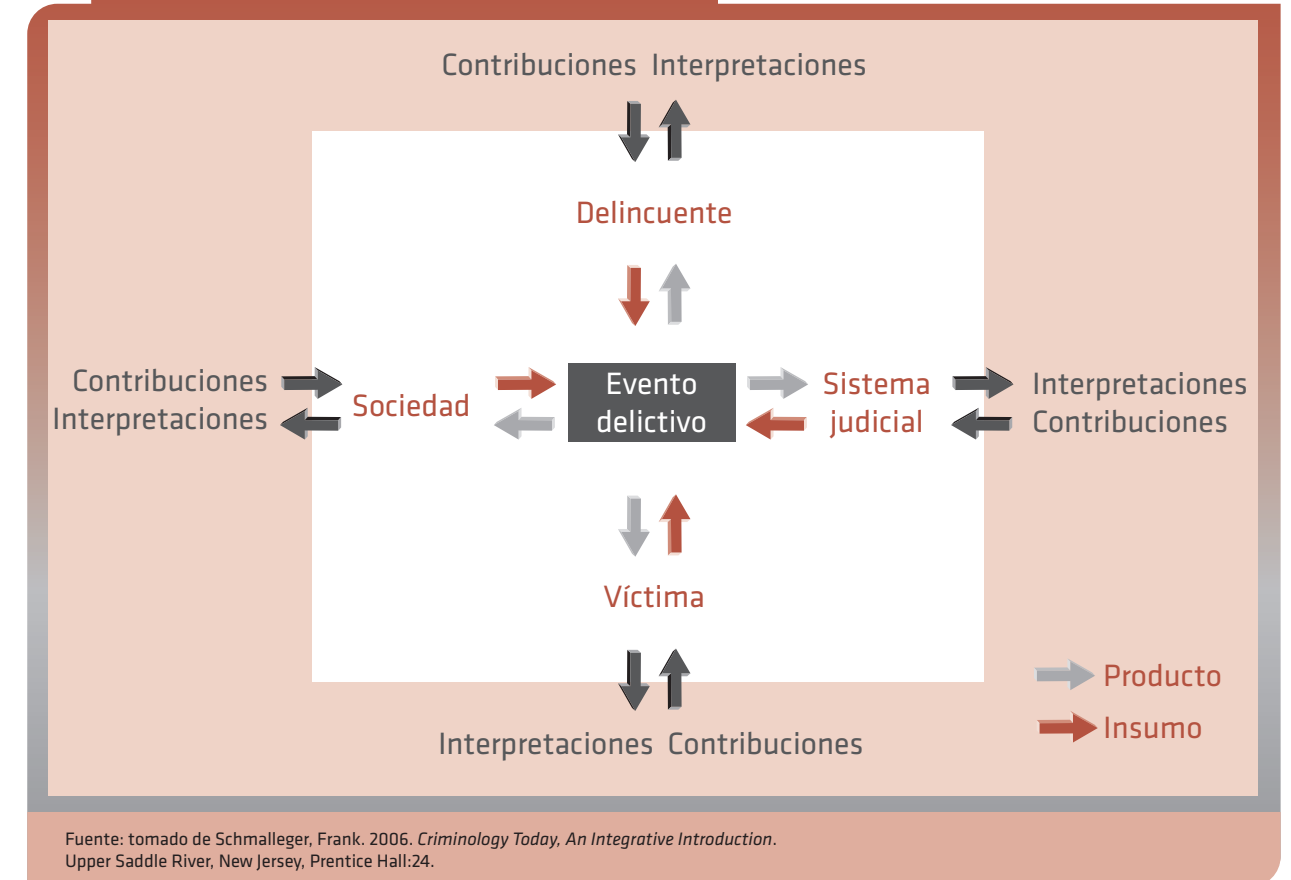 Contribuciones Interpretaciones
Delincuente
Contribuciones
Interpretaciones
Sociedad
Evento
delictivo
Sistema
judicial
Interpretaciones
Contribuciones
Víctima
Interpretaciones Contribuciones
Producto
Insumo
Fuente: tomado de Schmalleger, Frank. 2006. Criminology Today, An Integrative Introduction.
Upper Saddle River, New Jersey, Prentice Hall:24.